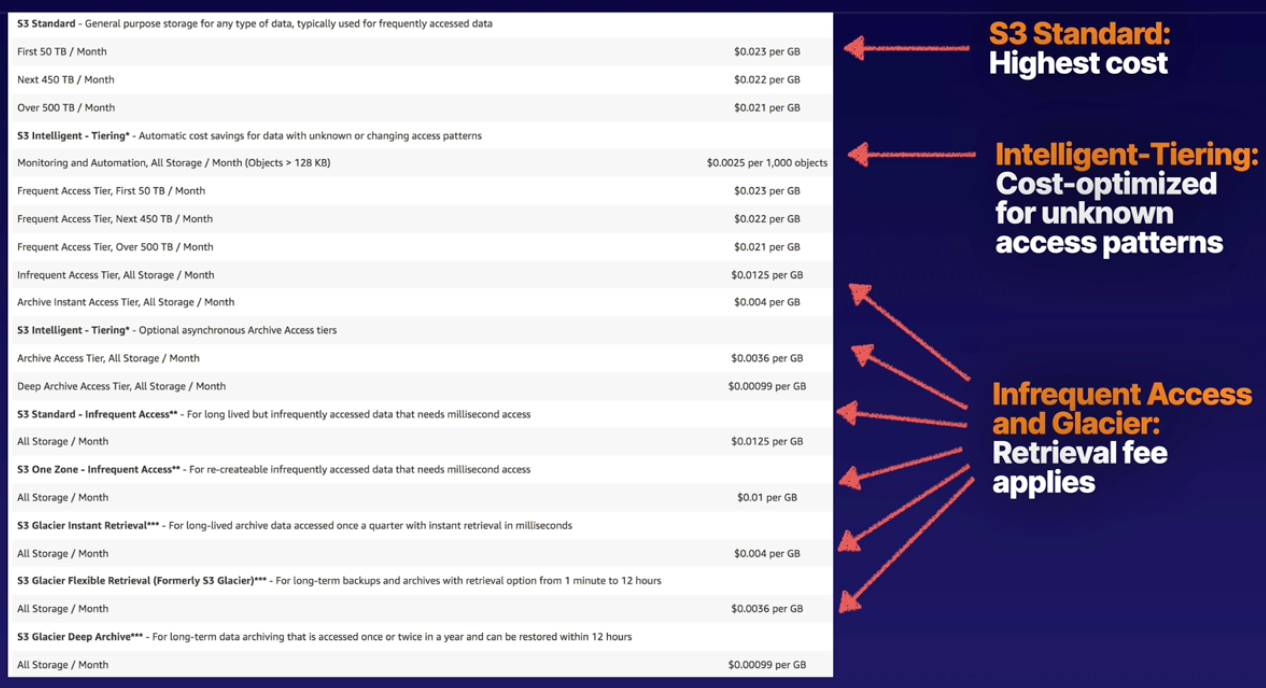 S3 Standard - General purpose storage for any type of data, typically used for frequently accessed data
First 50 TB / Month $0.023 per GB
Next 450 TB / Month $0.022 per GB
Over 500 TB / Month $0.021 per GB
S3 Intelligent - Tiering* - Automatic cost savings for data with unknown or changing access patterns
Monitoring and Automation, All Storage / Month (Objects > 128 KB) $0.0025 per 1,000 objects
Frequent Access Tier, First 50 TB / Month $0.023 per GB
Frequent Access Tier, Next 450 TB / Month $0.022 per GB
Frequent Access Tier, Over 500 TB / Month $0.021 per GB
Infrequent Access Tier, All Storage / Month $0.0125 per GB
Archive Instant Access Tier, All Storage / Month $0.004 per GB
S3 Intelligent - Tiering* - Optional asynchronous Archive Access tiers
Archive Access Tier, All Storage / Month $0.0036 per GB
Deep Archive Access Tier, All Storage / Month $0.00099 per GB
S3 Standard - Infrequent Access** - For long lived but infrequently accessed data that needs millisecond access
All Storage / Month $0.0125 per GB
S3 One Zone - Infrequent Access** - For re-createable infrequently accessed data that needs millisecond access
All Storage / Month $0.01 per GB
S3 Glacier Instant Retrieval*** - For long-lived archive data accessed once a quarter with instant retrieval in milliseconds
All Storage / Month $0.004 per GB
S3 Glacier Flexible Retrieval (Formerly S3 Glacier)*** - For long-term backups and archives with retrieval option from 1 minute to 12 hours
All Storage / Month $0.0036 per GB
S3 Glacier Deep Archive*** - For long-term data archiving that is accessed once or twice in a year and can be restored within 12 hours
All Storage / Month $0.00099 per GB
S3 Standard:
Highest cost
Intelligent-Tiering:
Cost-optimized
for unknown
access patterns
Infrequent Access
and Glacier:
Retrieval fee
applies